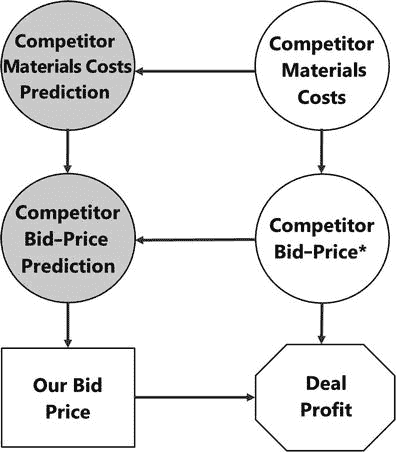 Competitor
Materials Costs
Prediction
Competitor
Materials
Costs
Competitor
Bid–Price
Prediction
Competitor
Bid–Price*
Our Bid
Price
Deal
Profit